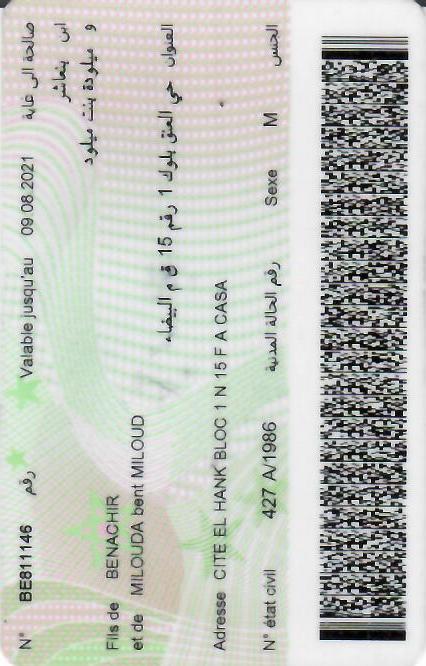 N° BE811146 رقم Valable jusqu'au 09.08.2021 صالحة الى غاية
ابن بنعاشر
Fils de BENACHIR
و ميلودة بنت ميلود
et de MILOUDA bent MILOUD
العنوان حي العنق بلوك 1 رقم 15 ف م البيضاء
Adresse CITE EL HANK BLOC 1 N 15 F A CASA
N° état civil 427 A/1986 رقم الحالة المدنية Sexe M الجنس